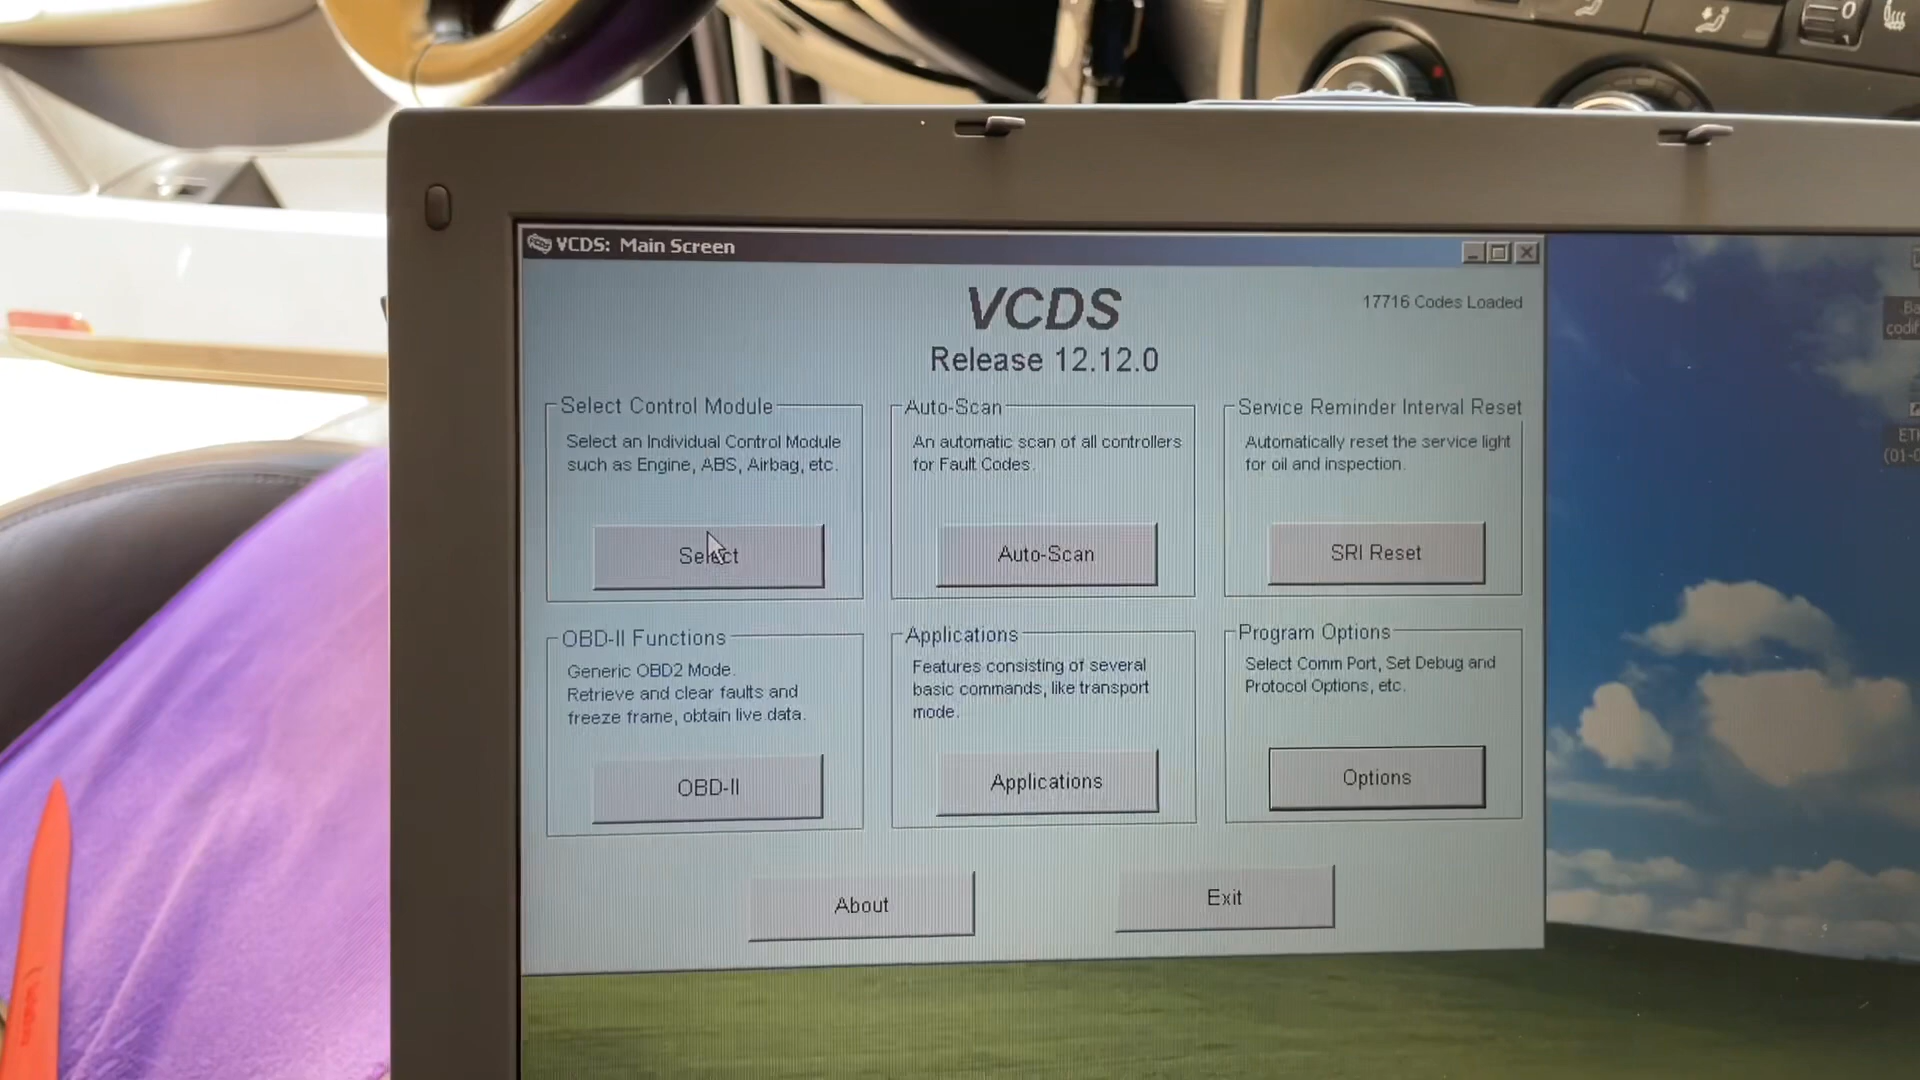 VCDS: Main Screen
VCDS
17716 Codes Loaded
Release 12.12.0
Select Control Module
Select an Individual Control Module
such as Engine, ABS, Airbag, etc.
Select
Auto-Scan
An automatic scan of all controllers
for Fault Codes.
Auto-Scan
Service Reminder Interval Reset
Automatically reset the service light
for oil and inspection.
SRI Reset
OBD-II Functions
Generic OBD2 Mode.
Retrieve and clear faults and
freeze frame, obtain live data.
OBD-II
Applications
Features consisting of several
basic commands, like transport
mode.
Applications
Program Options
Select Comm Port, Set Debug and
Protocol Options, etc.
Options
About
Exit
0